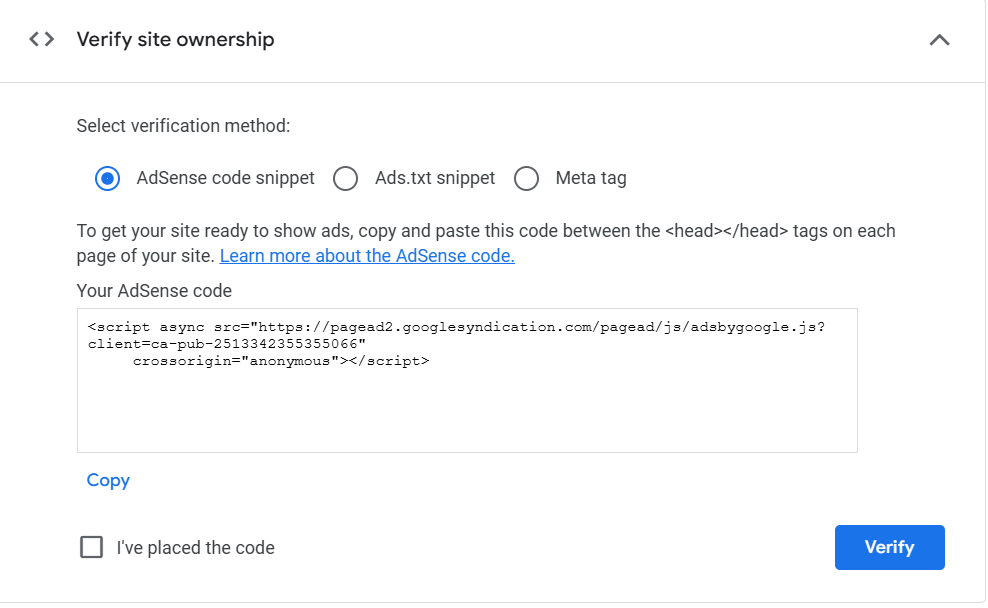 Verify site ownership
Select verification method:
AdSense code snippet Ads.txt snippet Meta tag
To get your site ready to show ads, copy and paste this code between the <head></head> tags on each
page of your site. Learn more about the AdSense code.
Your AdSense code
<script async src="https://pagead2.googlesyndication.com/pagead/js/adsbygoogle.js?
client=ca-pub-2513342355355066"
crossorigin="anonymous"></script>
Copy
I've placed the code
Verify